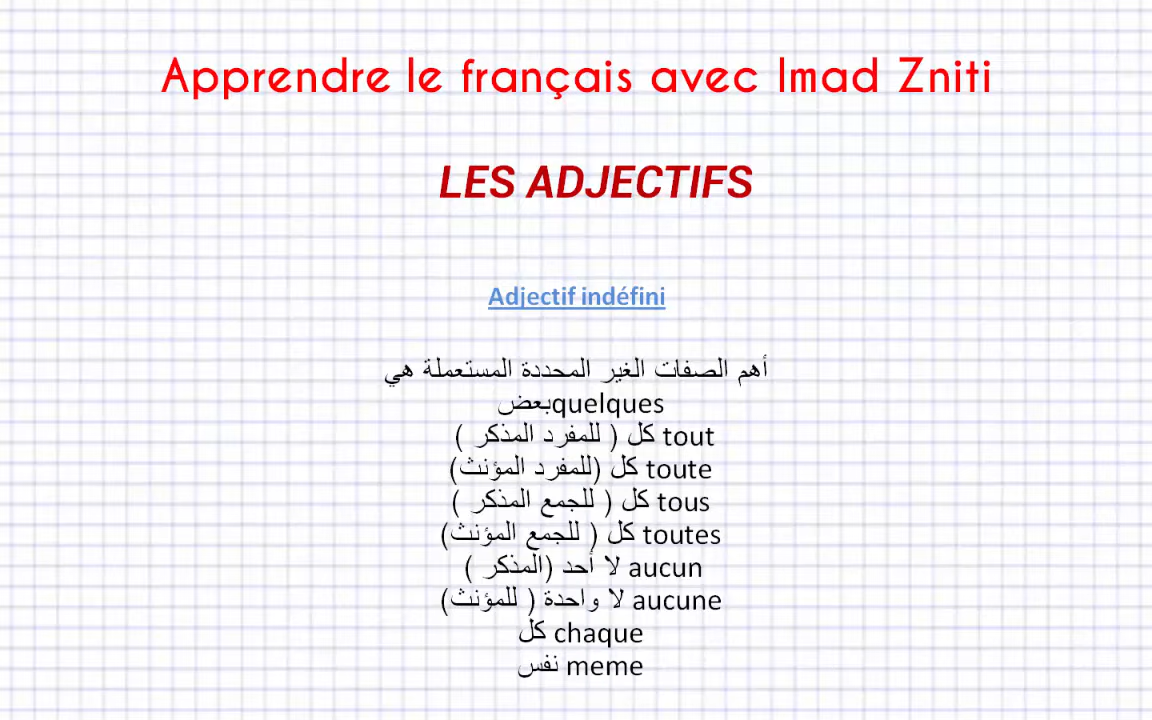 Apprendre le français avec Imad Zniti
LES ADJECTIFS
Adjectif indéfini
أهم الصفات الغير المحددة المستعملة هي
quelquesبعض
tout كل ( للمفرد المذكر )
toute كل (للمفرد المؤنث)
tous كل ( للجمع المذكر )
toutes كل ( للجمع المؤنث)
aucun لا أحد (المذكر )
aucune لا واحدة ( للمؤنث)
chaque كل
meme نفس